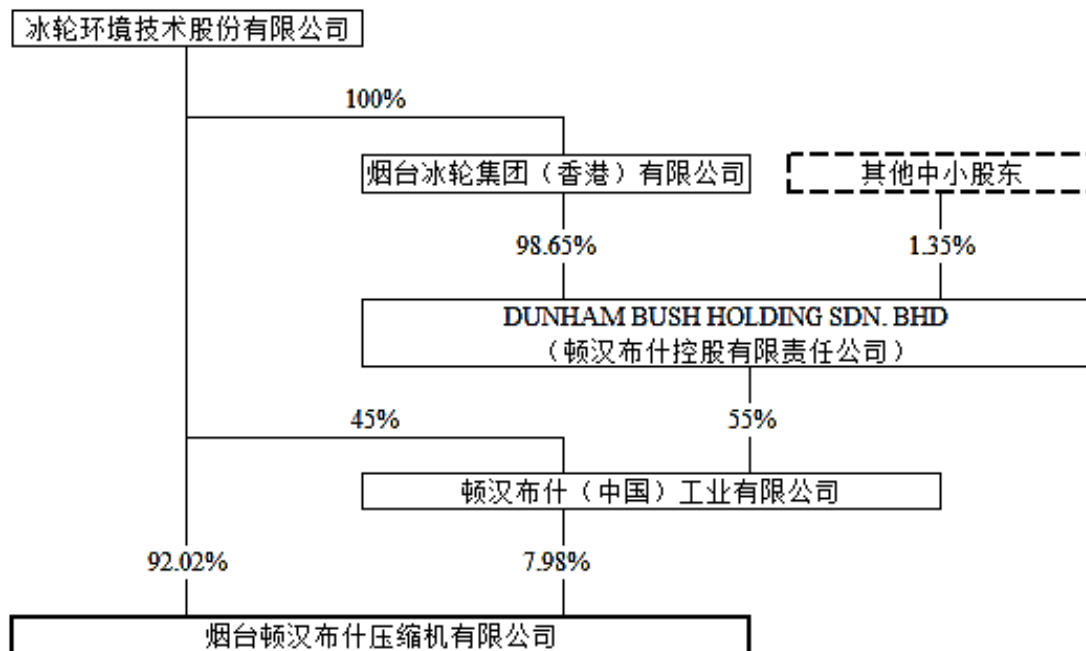 冰轮环境技术股份有限公司
100%
烟台冰轮集团（香港）有限公司
其他中小股东
98.65%
1.35%
DUNHAM BUSH HOLDING SDN. BHD
（顿汉布什控股有限责任公司）
45%
55%
顿汉布什（中国）工业有限公司
92.02%
7.98%
烟台顿汉布什压缩机有限公司